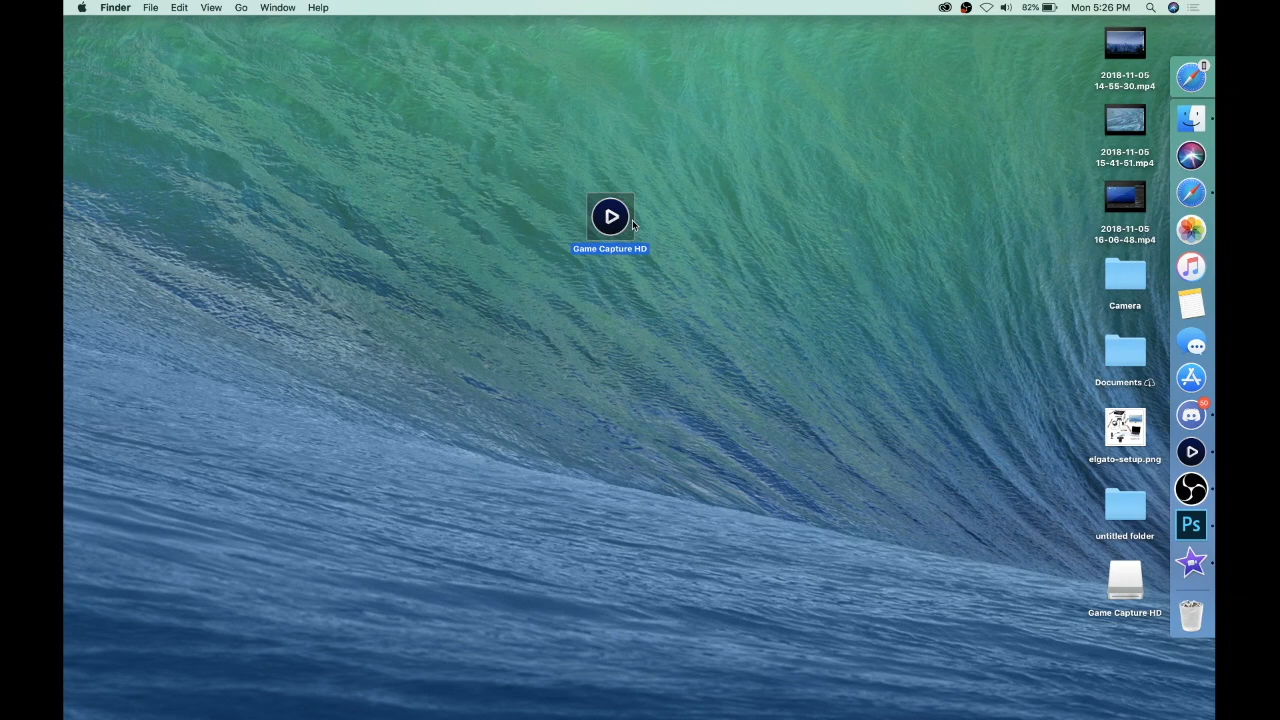 Finder File Edit View Go Window Help
82% Mon 5:26 PM
2018-11-05
14-55-30.mp4
2018-11-05
15-41-51.mp4
2018-11-05
16-06-48.mp4
Game Capture HD
Camera
Documents
50
elgato-setup.png
Ps
untitled folder
Game Capture HD